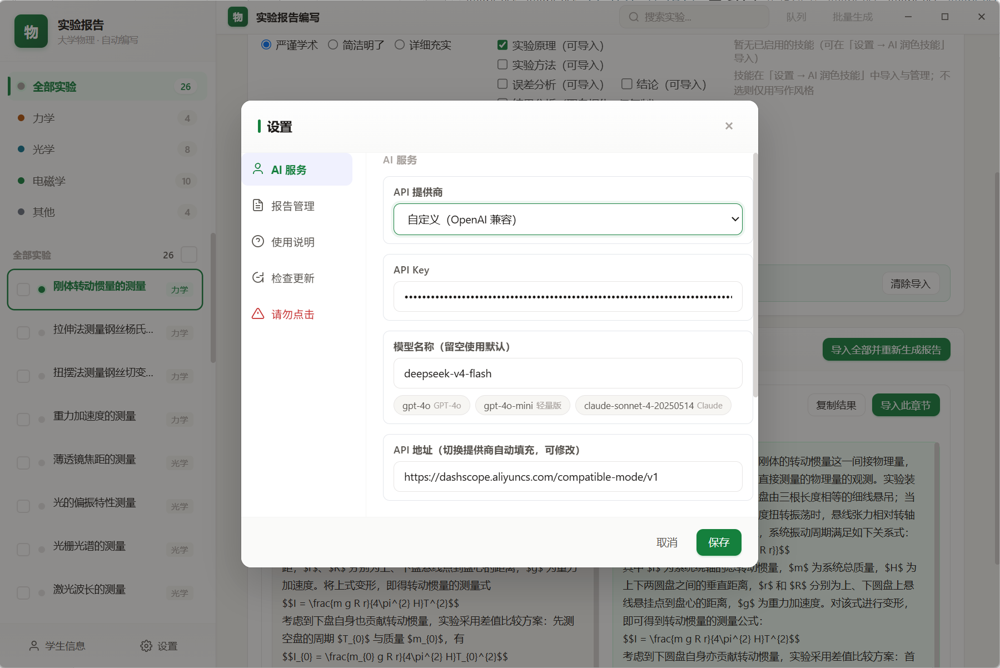 物
实验报告
大学物理 · 自动编写
全部实验 26
力学 4
光学 8
电磁学 10
其他 4
全部实验 26
刚体转动惯量的测量 力学
拉伸法测量钢丝杨氏... 力学
扭摆法测量钢丝切变... 力学
重力加速度的测量 力学
薄透镜焦距的测量 光学
光的偏振特性测量 光学
光栅光谱的测量 光学
激光波长的测量 光学
学生信息 设置
物 实验报告编写
搜索实验...
队列 批量生成
严谨学术 简洁明了 详细充实
实验原理（可导入）
实验方法（可导入）
误差分析（可导入） 结论（可导入）
暂无已启用的技能（可在「设置 → AI 润色技能」
导入）
技能在「设置 → AI 润色技能」中导入与管理；不
选则仅用写作风格
设置
AI 服务
报告管理
使用说明
检查更新
请勿点击
AI 服务
API 提供商
自定义（OpenAI 兼容）
API Key
••••••••••••••••••••••••••••••••••••••••••••••••••••••••••••••••••••••••
模型名称（留空使用默认）
deepseek-v4-flash
gpt-4o GPT-4o gpt-4o-mini 轻量版 claude-sonnet-4-20250514 Claude
API 地址（切换提供商自动填充，可修改）
https://dashscope.aliyuncs.com/compatible-mode/v1
取消 保存
清除导入
导入全部并重新生成报告
复制结果 导入此章节
距，$r$、$R$ 分别为上、下盘悬线点到盘心的距离，$g$ 为重力
加速度。将上式变形，即得转动惯量的测量式
$$I = \frac{m g R r}{4\pi^{2} H}T^{2}$$
考虑到下盘自身也贡献转动惯量，实验采用差值比较方案：先测
空盘的周期 $T_{0}$ 与质量 $m_{0}$，有
$$I_{0} = \frac{m_{0} g R r}{4\pi^{2} H}T_{0}^{2}$$
刚体的转动惯量这一间接物理量，
直接测量的物理量的观测。实验装
盘由三根长度相等的细线悬吊；当
度扭转振荡时，悬线张力相对转轴
，系统振动周期满足如下关系式：
R r}}$$
其中 $I$ 为系统绕轴的总转动惯量，$m$ 为系统总质量，$H$ 为
上下两圆盘之间的垂直距离，$r$ 和 $R$ 分别为上、下圆盘上悬
线悬挂点到盘心的距离，$g$ 为重力加速度。对该式进行变形，
即可得到转动惯量的测量公式：
$$I = \frac{m g R r}{4\pi^{2} H}T^{2}$$
考虑到下圆盘自身亦贡献转动惯量，实验采用差值比较方案：首